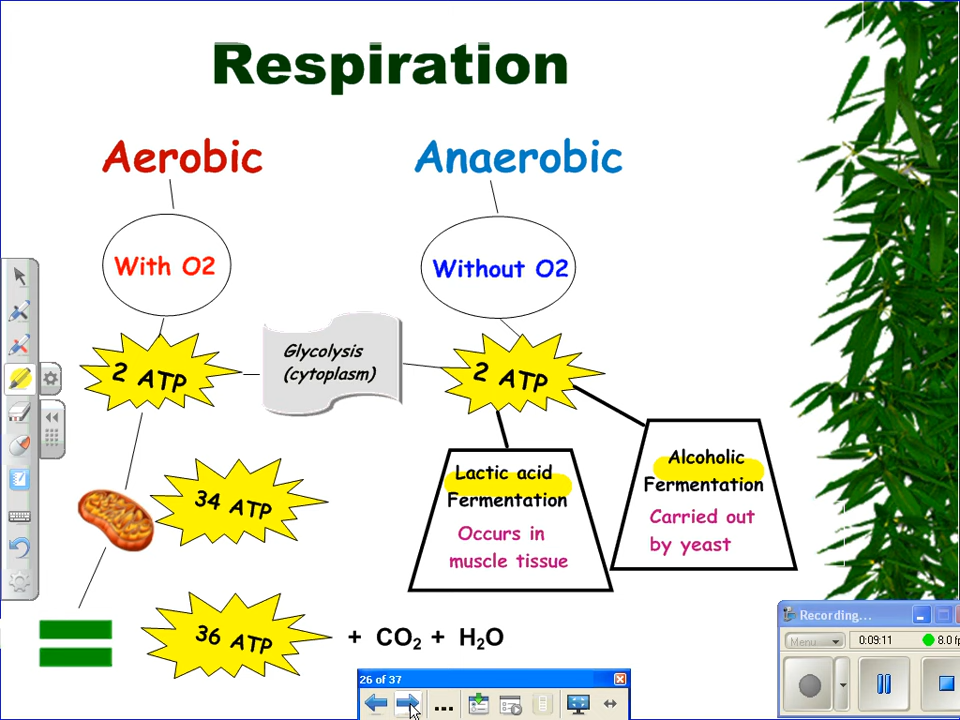 Respiration
Aerobic
Anaerobic
With O2
Without O2
2 ATP
Glycolysis
(cytoplasm)
2 ATP
Lactic acid
Fermentation
Occurs in
muscle tissue
Alcoholic
Fermentation
Carried out
by yeast
34 ATP
36 ATP
+ CO2 + H2O
26 of 37
Recording...
Menu
0:09:11
8.0 fp